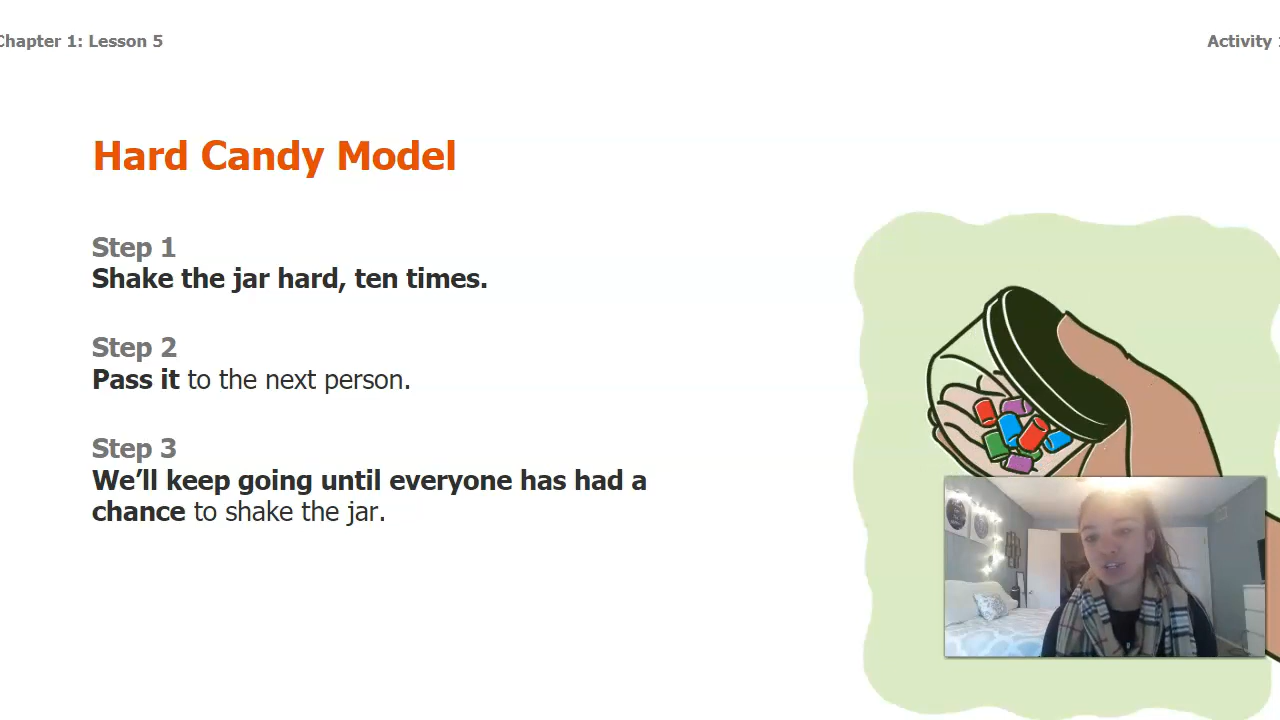 Chapter 1: Lesson 5
Activity
Hard Candy Model
Step 1
Shake the jar hard, ten times.
Step 2
Pass it to the next person.
Step 3
We’ll keep going until everyone has had a
chance to shake the jar.